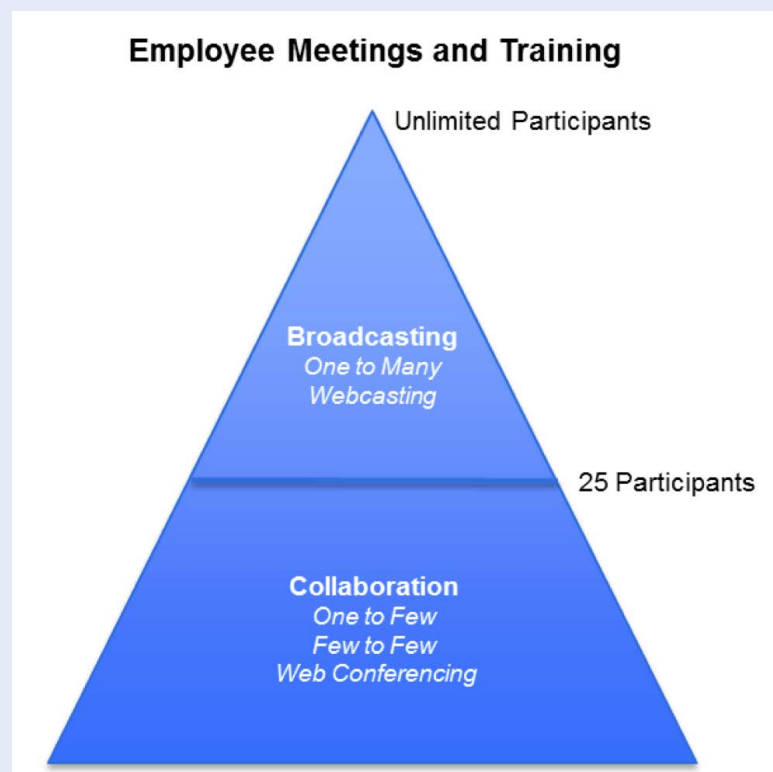 Employee Meetings and Training
Unlimited Participants
Broadcasting
One to Many
Webcasting
25 Participants
Collaboration
One to Few
Few to Few
Web Conferencing